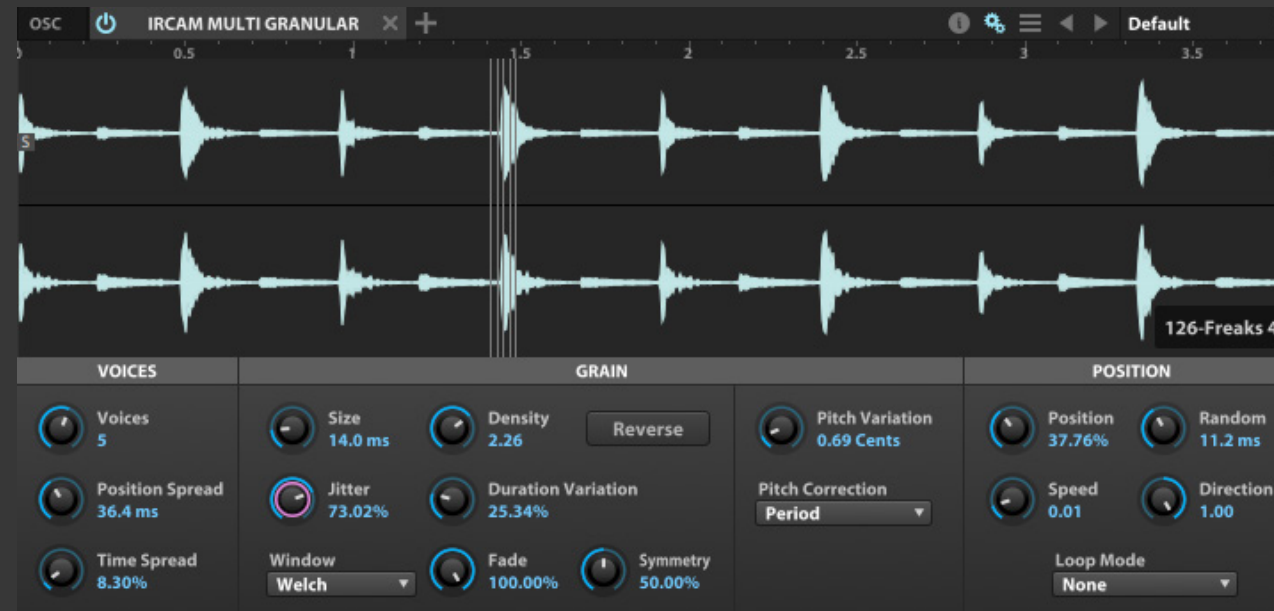 OSC IRCAM MULTI GRANULAR Default
0.5 1 1.5 2 2.5 3 3.5
S
126-Freaks 4
VOICES GRAIN POSITION
Voices Size Density Reverse Pitch Variation Position Random
5 14.0 ms 2.26 0.69 Cents 37.76% 11.2 ms
Position Spread Jitter Duration Variation Pitch Correction Speed Direction
36.4 ms 73.02% 25.34% Period 0.01 1.00
Time Spread Window Fade Symmetry Loop Mode
8.30% Welch 100.00% 50.00% None